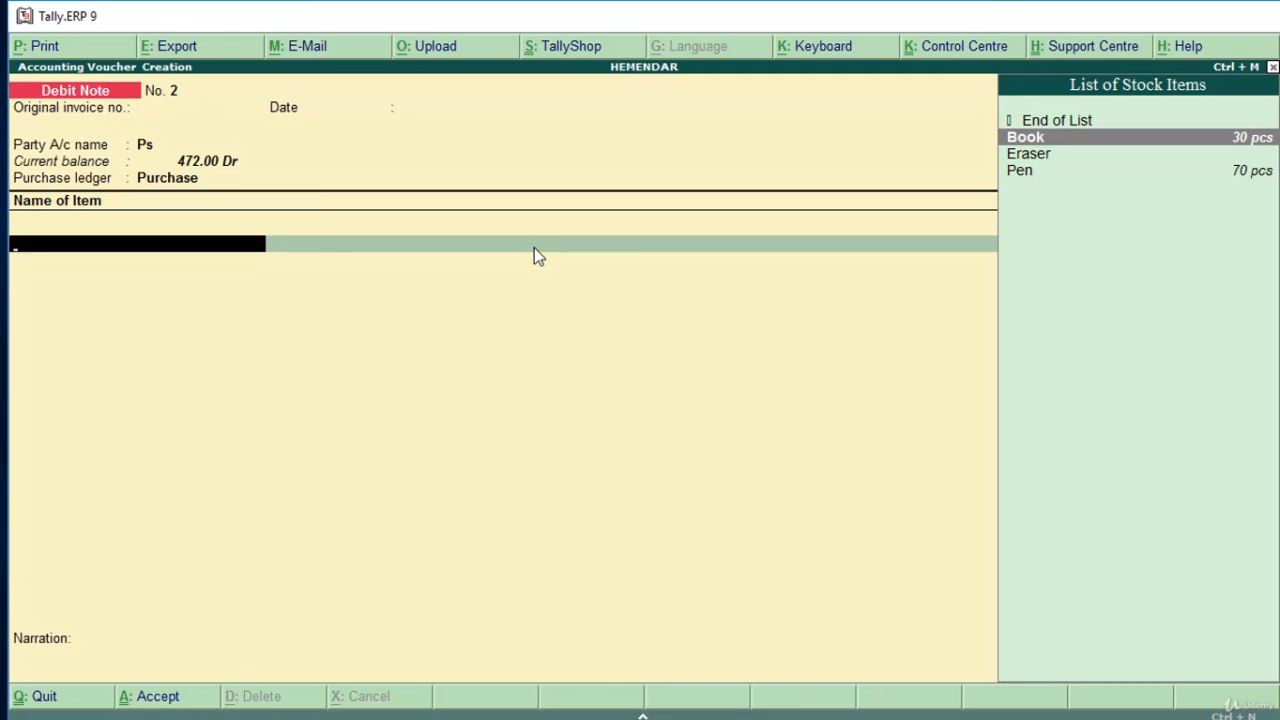 Tally.ERP 9
P: Print E: Export M: E-Mail O: Upload S: TallyShop G: Language K: Keyboard K: Control Centre H: Support Centre H: Help
Accounting Voucher Creation HEMENDAR Ctrl + M
Debit Note No. 2
Original invoice no.: Date :
Party A/c name : Ps
Current balance : 472.00 Dr
Purchase ledger : Purchase
Name of Item
Narration:
List of Stock Items
End of List
Book 30 pcs
Eraser
Pen 70 pcs
Q: Quit A: Accept D: Delete X: Cancel
Udemy
Ctrl + N